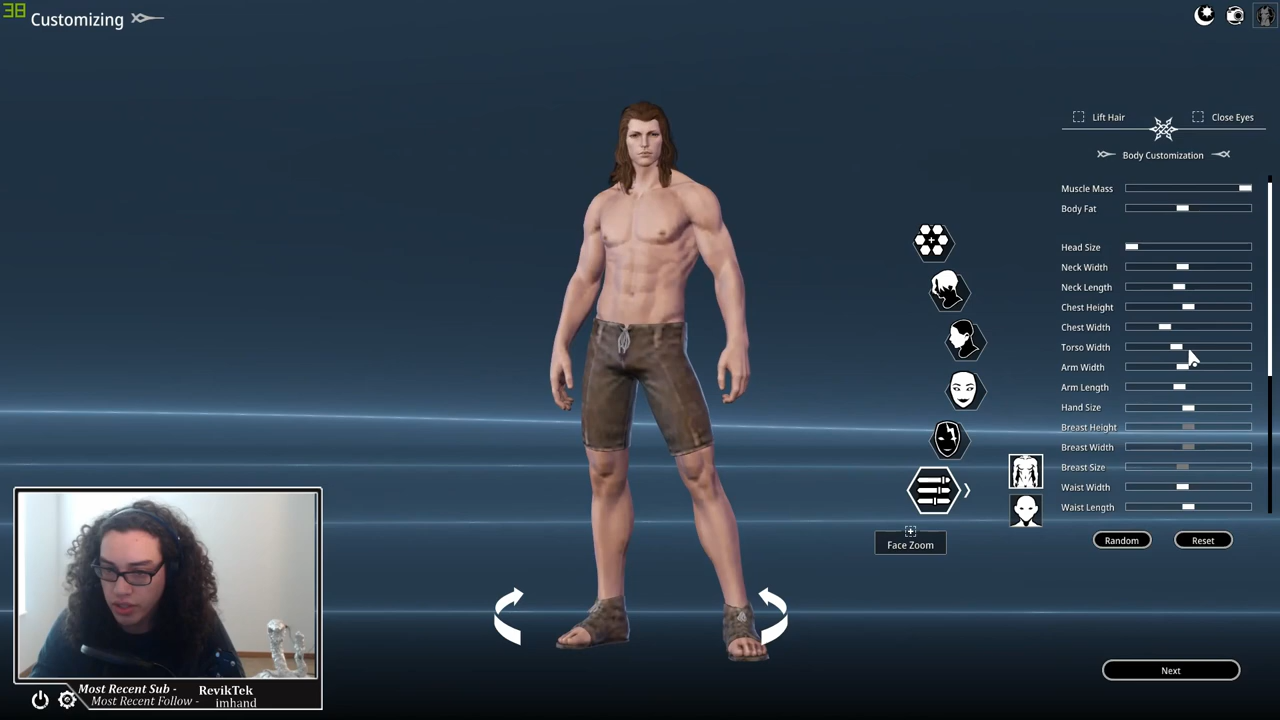 38
Customizing
Lift Hair
Close Eyes
Body Customization
Muscle Mass
Body Fat
Head Size
Neck Width
Neck Length
Chest Height
Chest Width
Torso Width
Arm Width
Arm Length
Hand Size
Breast Height
Breast Width
Breast Size
Waist Width
Waist Length
Face Zoom
Random
Reset
Next
Most Recent Sub - RevikTek
Most Recent Follow - imhand